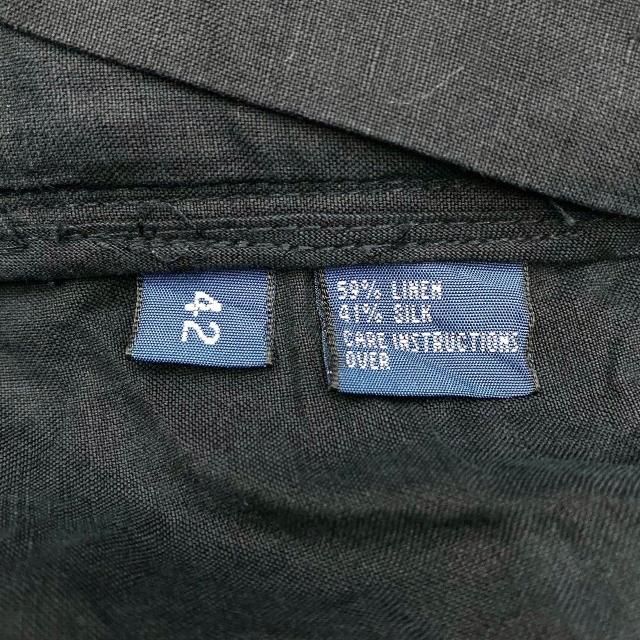 42
59% LINEN
41% SILK
CARE INSTRUCTIONS
OVER